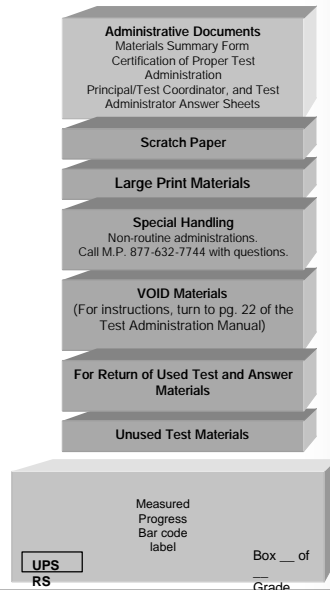 Administrative Documents
Materials Summary Form
Certification of Proper Test
Administration
Principal/Test Coordinator, and Test
Administrator Answer Sheets
Scratch Paper
Large Print Materials
Special Handling
Non-routine administrations.
Call M.P. 877-632-7744 with questions.
VOID Materials
(For instructions, turn to pg. 22 of the
Test Administration Manual)
For Return of Used Test and Answer
Materials
Unused Test Materials
Measured
Progress
Bar code
label
UPS
RS
Box __ of
__
Grade